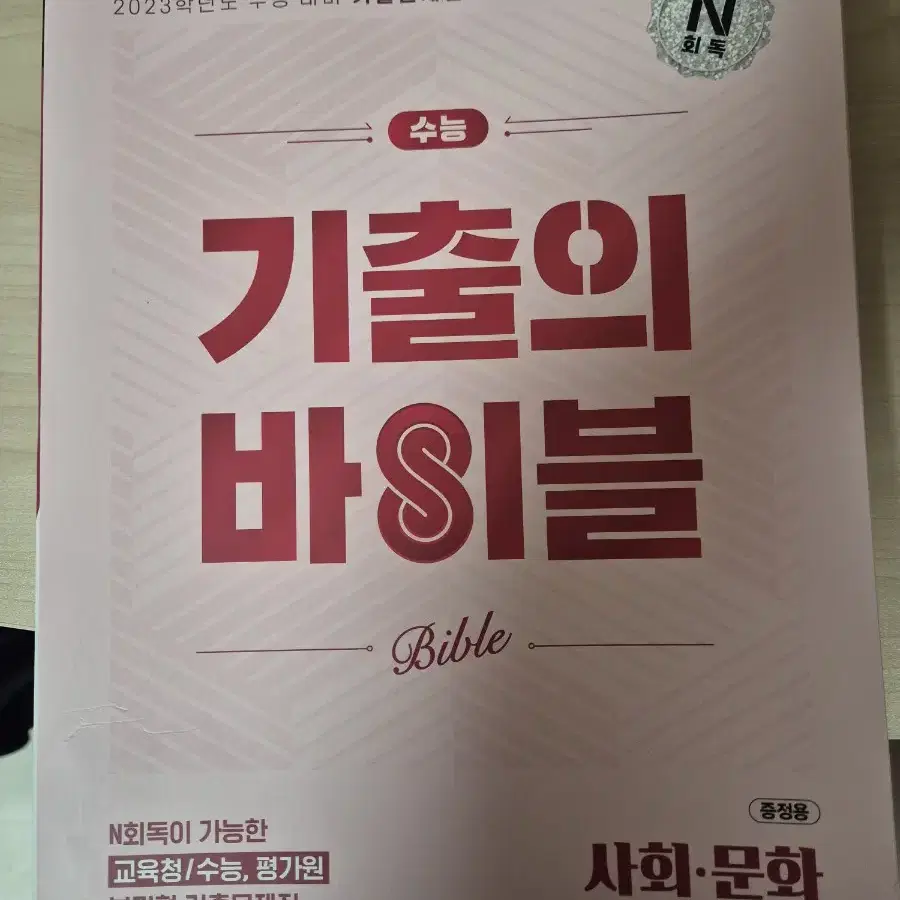 2023학년도 수능 대비
N
회독
수능
기출의
바이블
Bible
N회독이 가능한
교육청/수능, 평가원
증정용
사회·문화